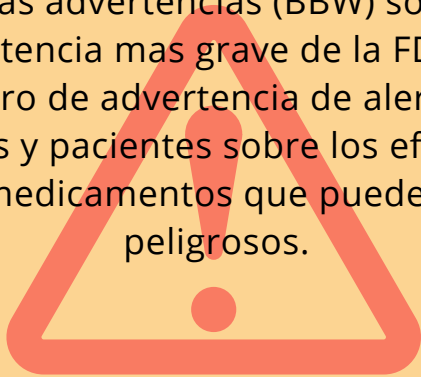 as advertencias (BBW) so
tencia mas grave de la FD
ro de advertencia de aler
s y pacientes sobre los ef
nedicamentos que puede
peligrosos.